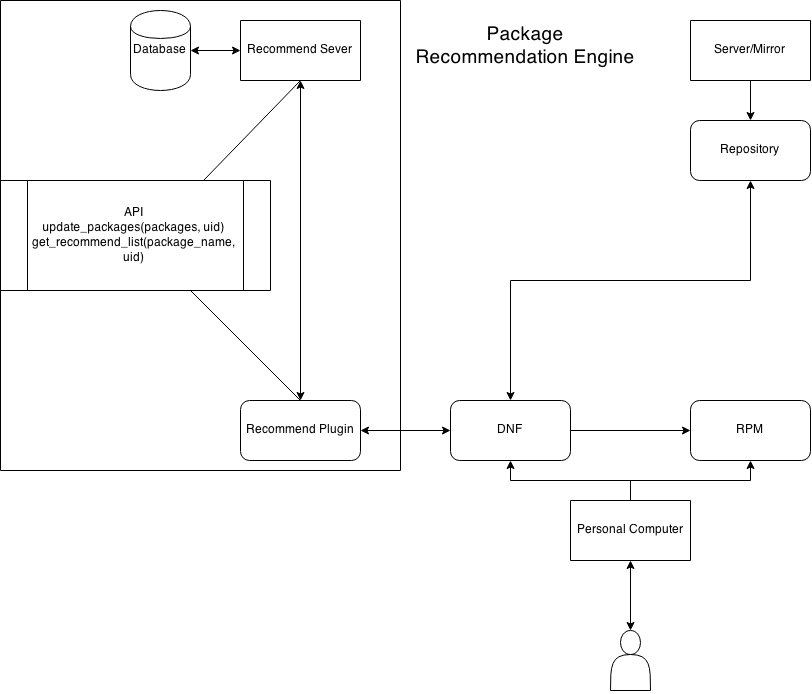 Package
Recommendation Engine
Database
Recommend Sever
Server/Mirror
Repository
API
update_packages(packages, uid)
get_recommend_list(package_name,
uid)
Recommend Plugin
DNF
RPM
Personal Computer